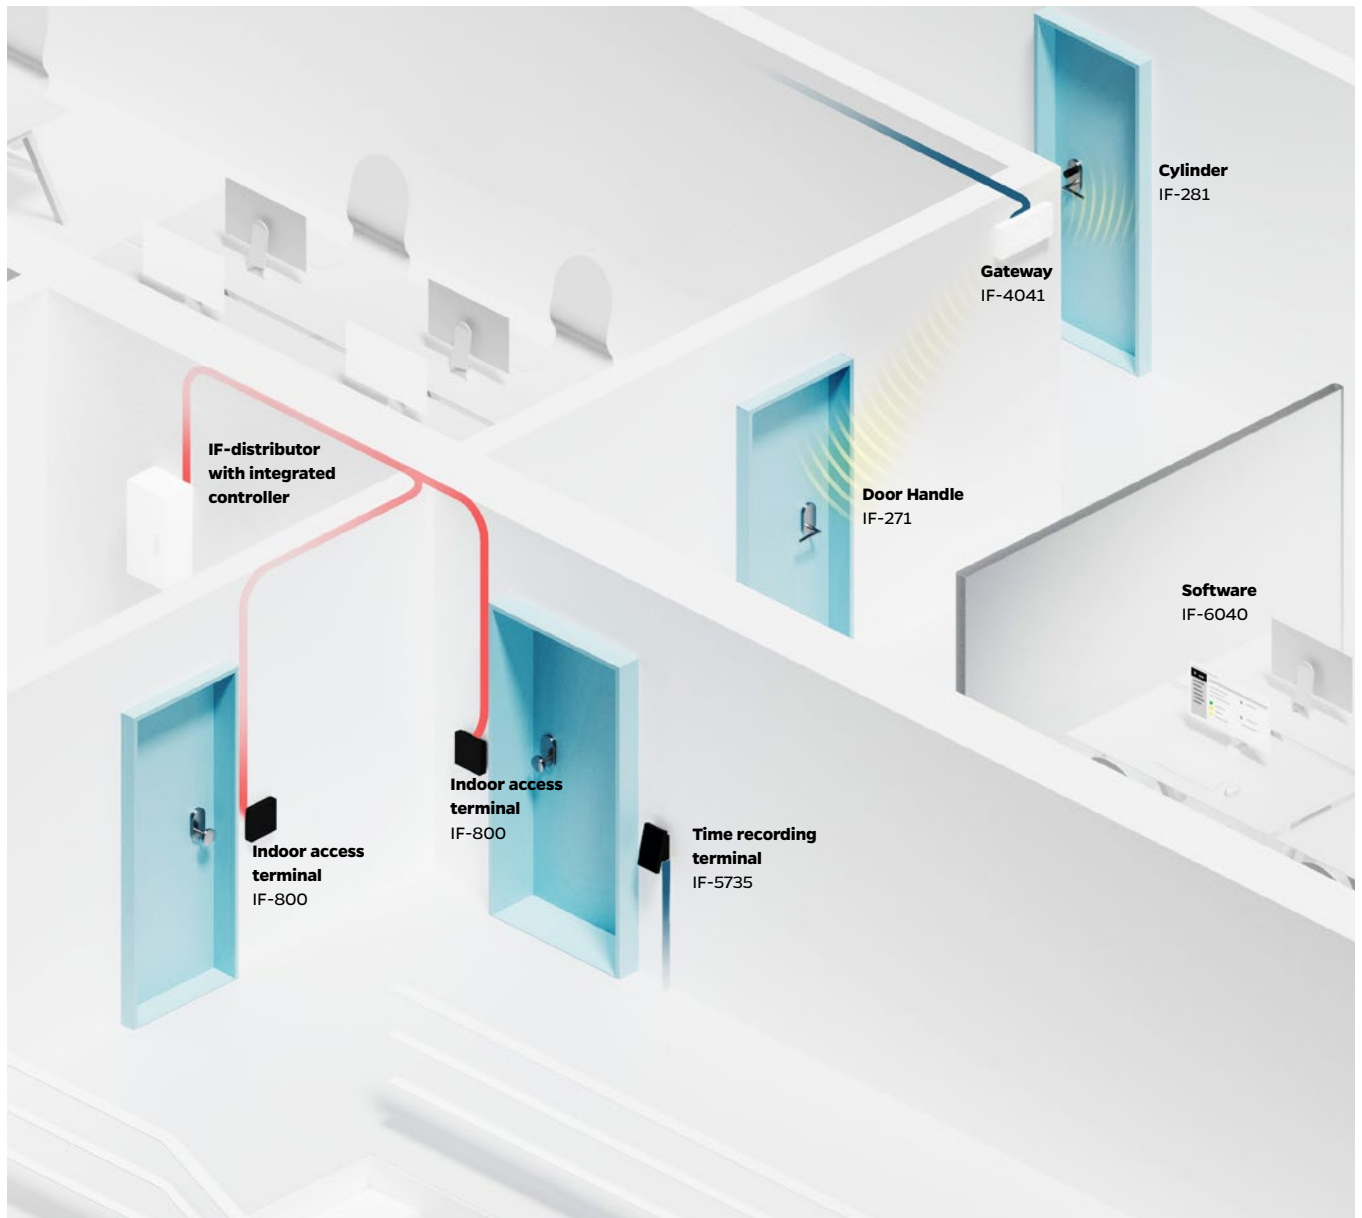 Cylinder
IF-281
Gateway
IF-4041
IF-distributor
with integrated
controller
Door Handle
IF-271
Software
IF-6040
Indoor access
terminal
IF-800
Time recording
terminal
IF-5735
Indoor access
terminal
IF-800